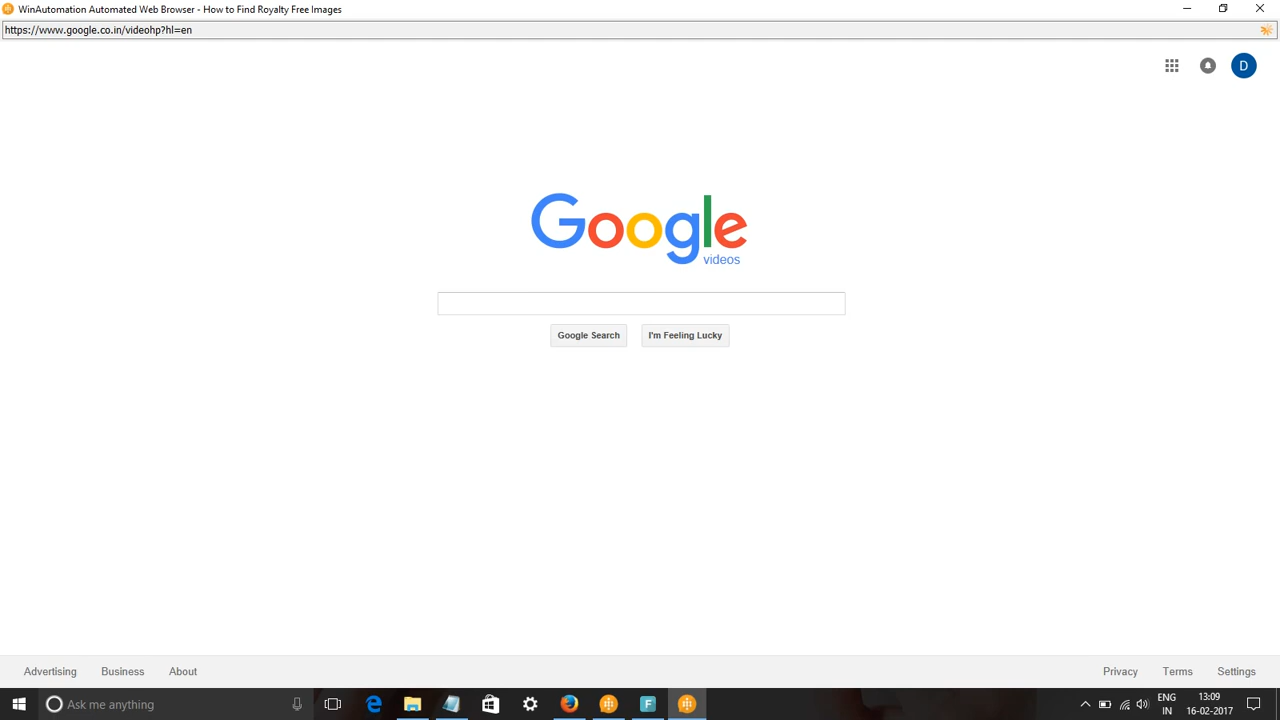 WinAutomation Automated Web Browser - How to Find Royalty Free Images
https://www.google.co.in/videohp?hl=en
D
Google
videos
Google Search I'm Feeling Lucky
Advertising Business About Privacy Terms Settings
Ask me anything
F
ENG
IN
13:09
16-02-2017